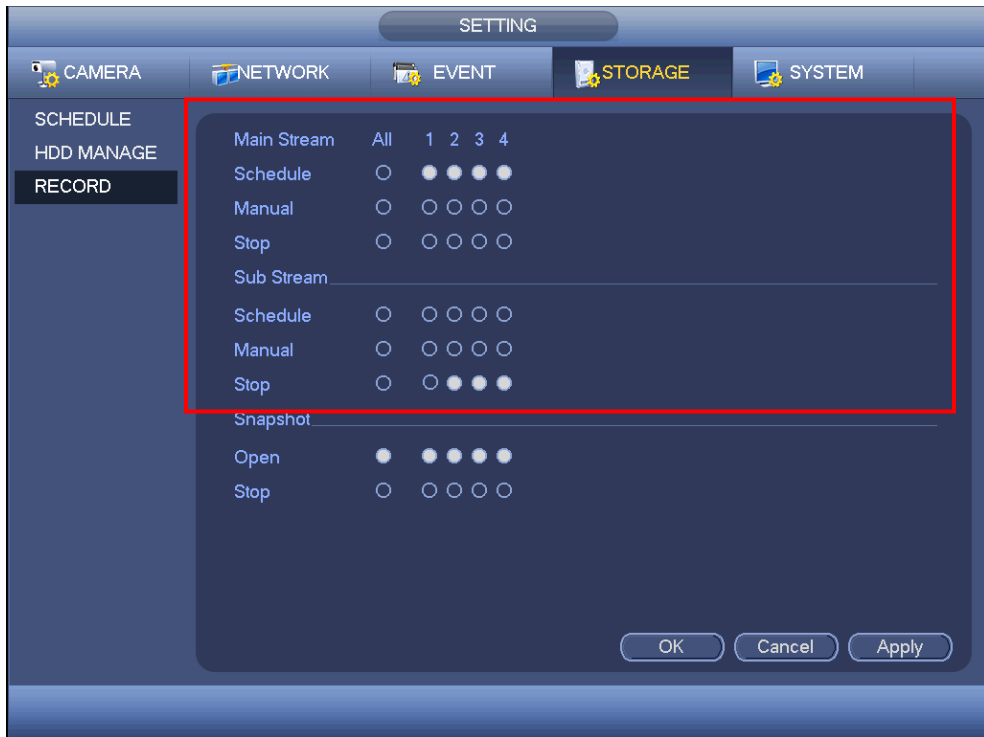 SETTING
CAMERA NETWORK EVENT STORAGE SYSTEM
SCHEDULE
HDD MANAGE
RECORD
Main Stream All 1 2 3 4
Schedule
Manual
Stop
Sub Stream
Schedule
Manual
Stop
Snapshot
Open
Stop
OK Cancel Apply